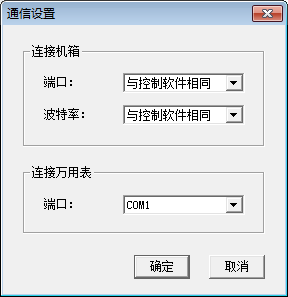 通信设置
连接机箱
端口： 与控制软件相同
波特率： 与控制软件相同
连接万用表
端口： COM1
确定 取消